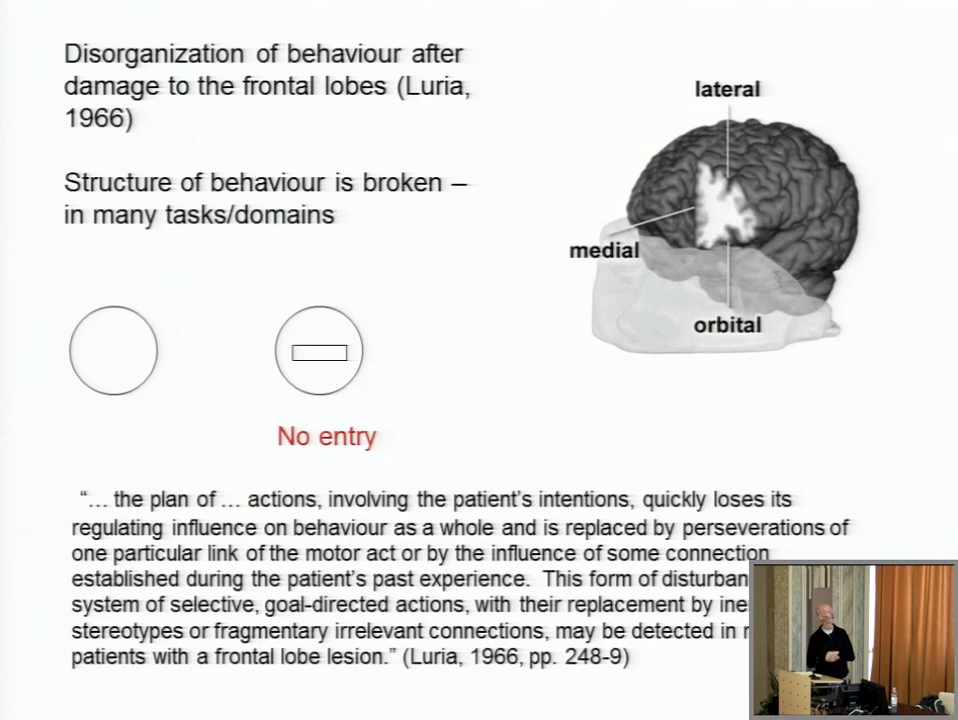 Disorganization of behaviour after
damage to the frontal lobes (Luria,
1966)
Structure of behaviour is broken –
in many tasks/domains
lateral
medial
orbital
No entry
“… the plan of … actions, involving the patient’s intentions, quickly loses its
regulating influence on behaviour as a whole and is replaced by perseverations of
one particular link of the motor act or by the influence of some connection
established during the patient’s past experience. This form of
system of selective, goal-directed actions, with their replacement by
stereotypes or fragmentary irrelevant connections, may be detected in
patients with a frontal lobe lesion.” (Luria, 1966, pp. 248-9)